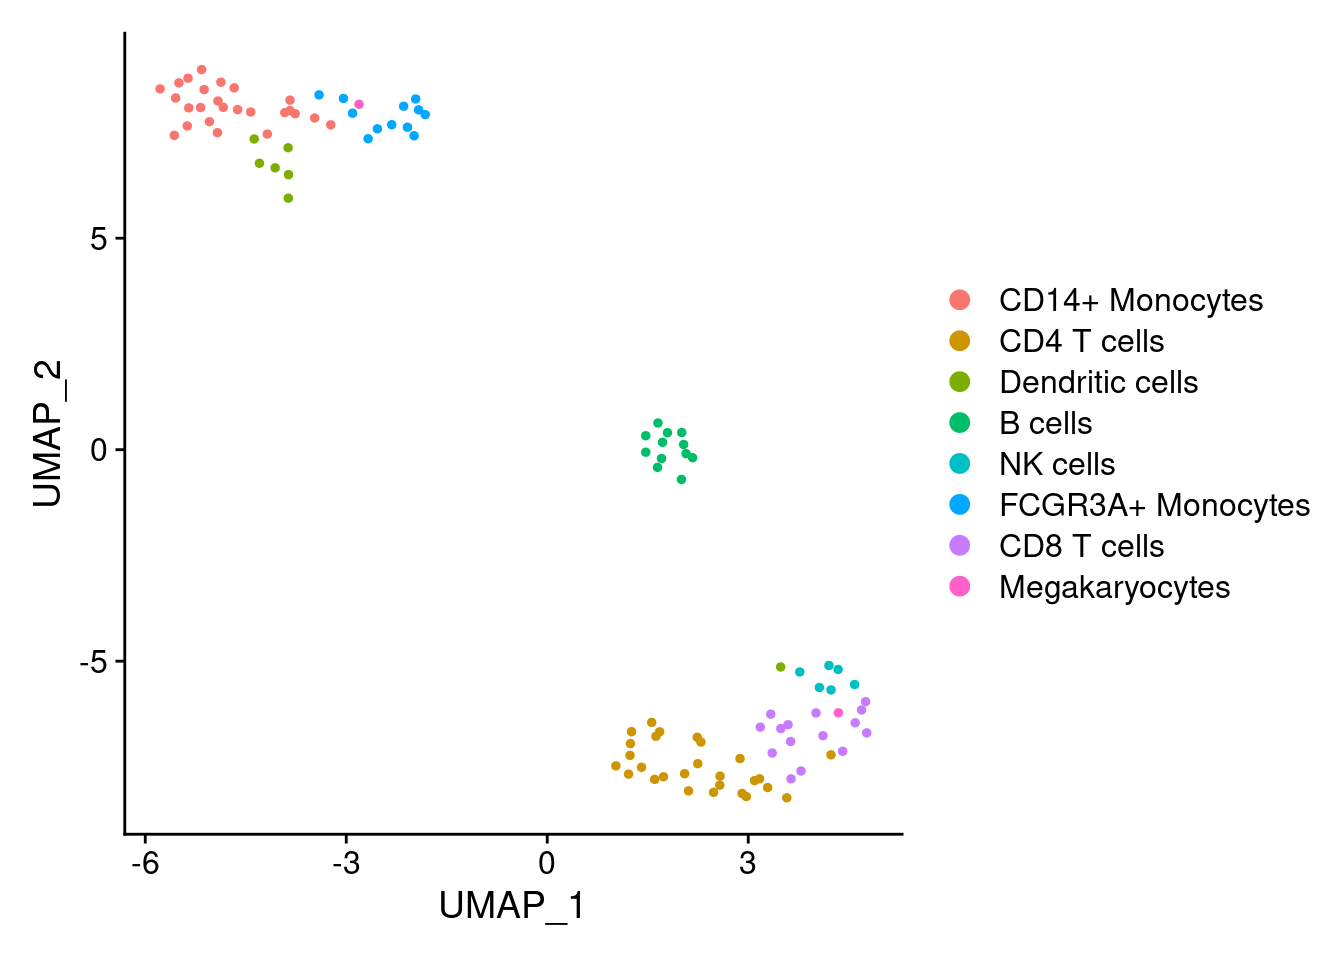 5
0
-5
UMAP_2
-6
-3
0
3
UMAP_1
CD14+ Monocytes
CD4 T cells
Dendritic cells
B cells
NK cells
FCGR3A+ Monocytes
CD8 T cells
Megakaryocytes